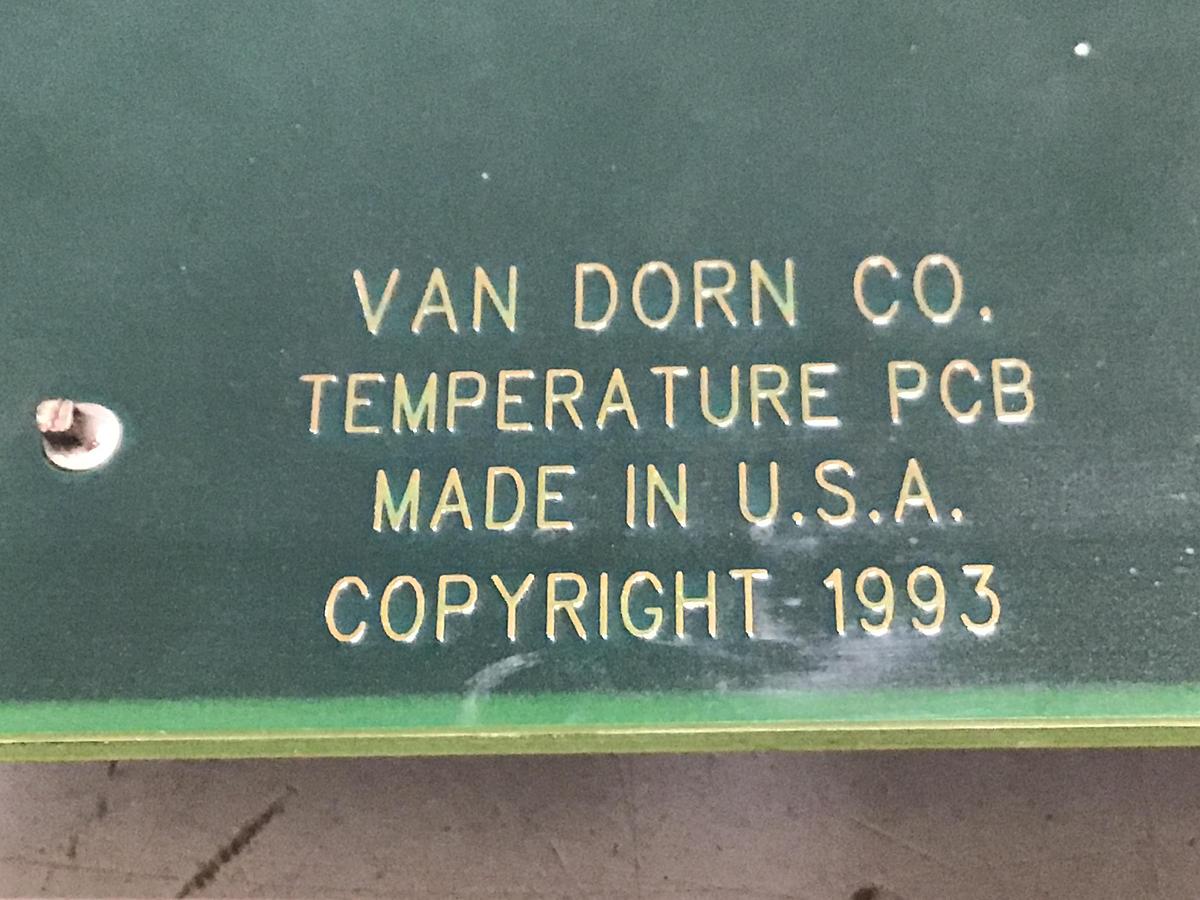 VAN DORN CO.
TEMPERATURE PCB
MADE IN U.S.A.
COPYRIGHT 1993